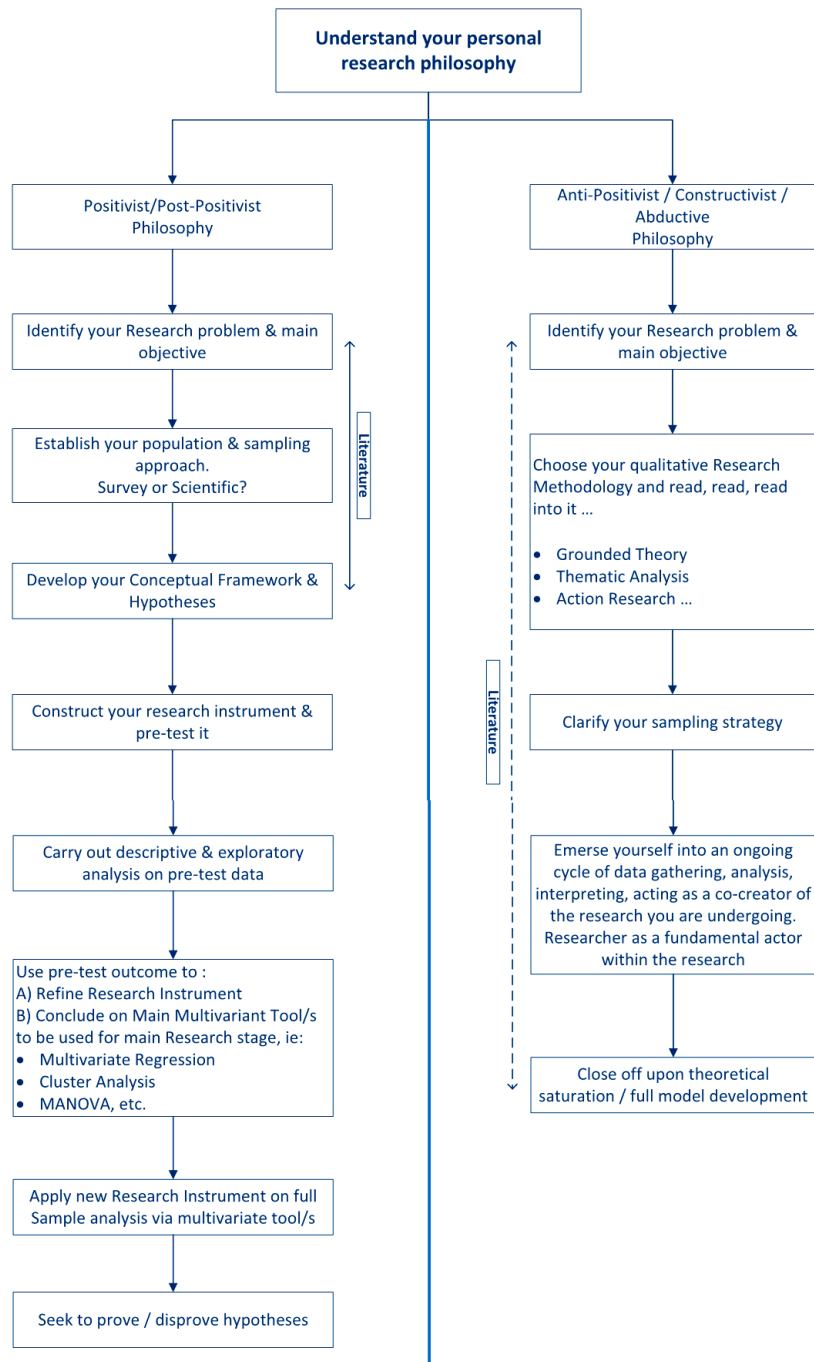 Understand your personal
research philosophy
Positivist/Post-Positivist
Philosophy
Identify your Research problem & main
objective
Establish your population & sampling
approach.
Survey or Scientific?
Literature
Develop your Conceptual Framework &
Hypotheses
Construct your research instrument &
pre-test it
Carry out descriptive & exploratory
analysis on pre-test data
Use pre-test outcome to :
A) Refine Research Instrument
B) Conclude on Main Multivariant Tool/s
to be used for main Research stage, ie:
• Multivariate Regression
• Cluster Analysis
• MANOVA, etc.
Apply new Research Instrument on full
Sample analysis via multivariate tool/s
Seek to prove / disprove hypotheses
Anti-Positivist / Constructivist /
Abductive
Philosophy
Identify your Research problem &
main objective
Choose your qualitative Research
Methodology and read, read, read
into it ...
• Grounded Theory
• Thematic Analysis
• Action Research ...
Literature
Clarify your sampling strategy
Emerse yourself into an ongoing
cycle of data gathering, analysis,
interpreting, acting as a co-creator of
the research you are undergoing.
Researcher as a fundamental actor
within the research
Close off upon theoretical
saturation / full model development